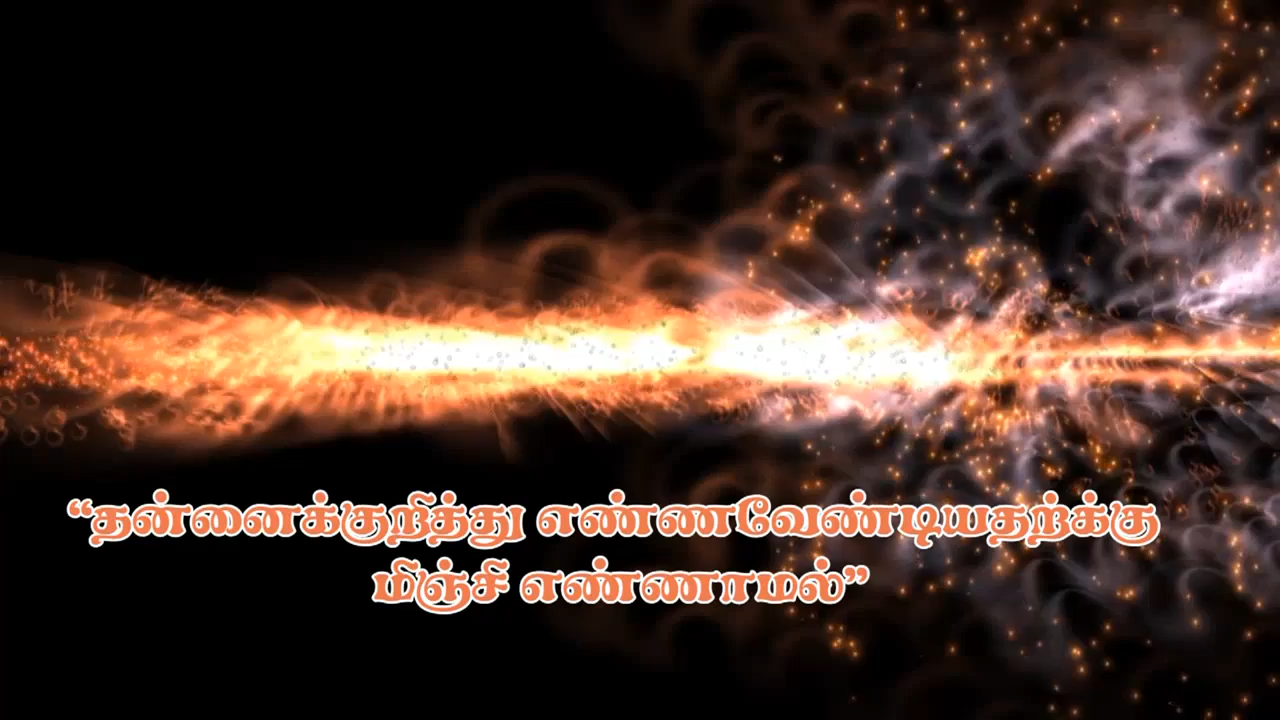 “தன்னைக்குறித்து எண்ணவேண்டியதற்க்கு
மிஞ்சி எண்ணாமல்”